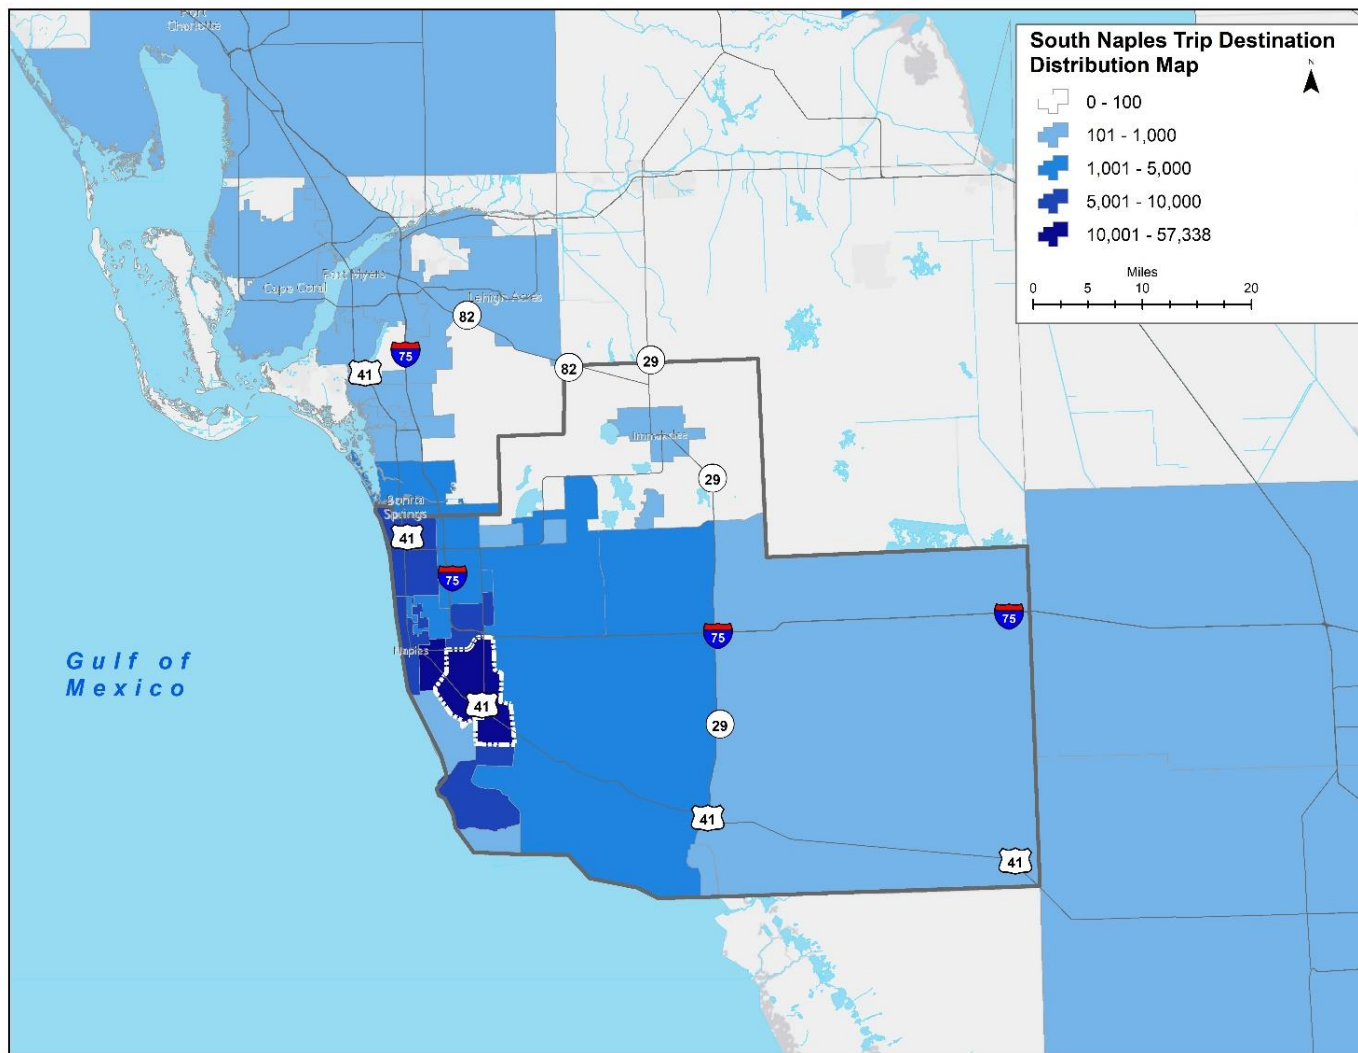 Port
Charlotte
South Naples Trip Destination
Distribution Map
N
0 - 100
101 - 1,000
1,001 - 5,000
5,001 - 10,000
10,001 - 57,338
Miles
0 5 10 20
Fort Myers
Cape Coral
Lehigh Acres
82
75
41
82
29
Immokalee
29
Bonita
Springs
41
75
75
75
Naples
Gulf of
Mexico
41
29
41
41